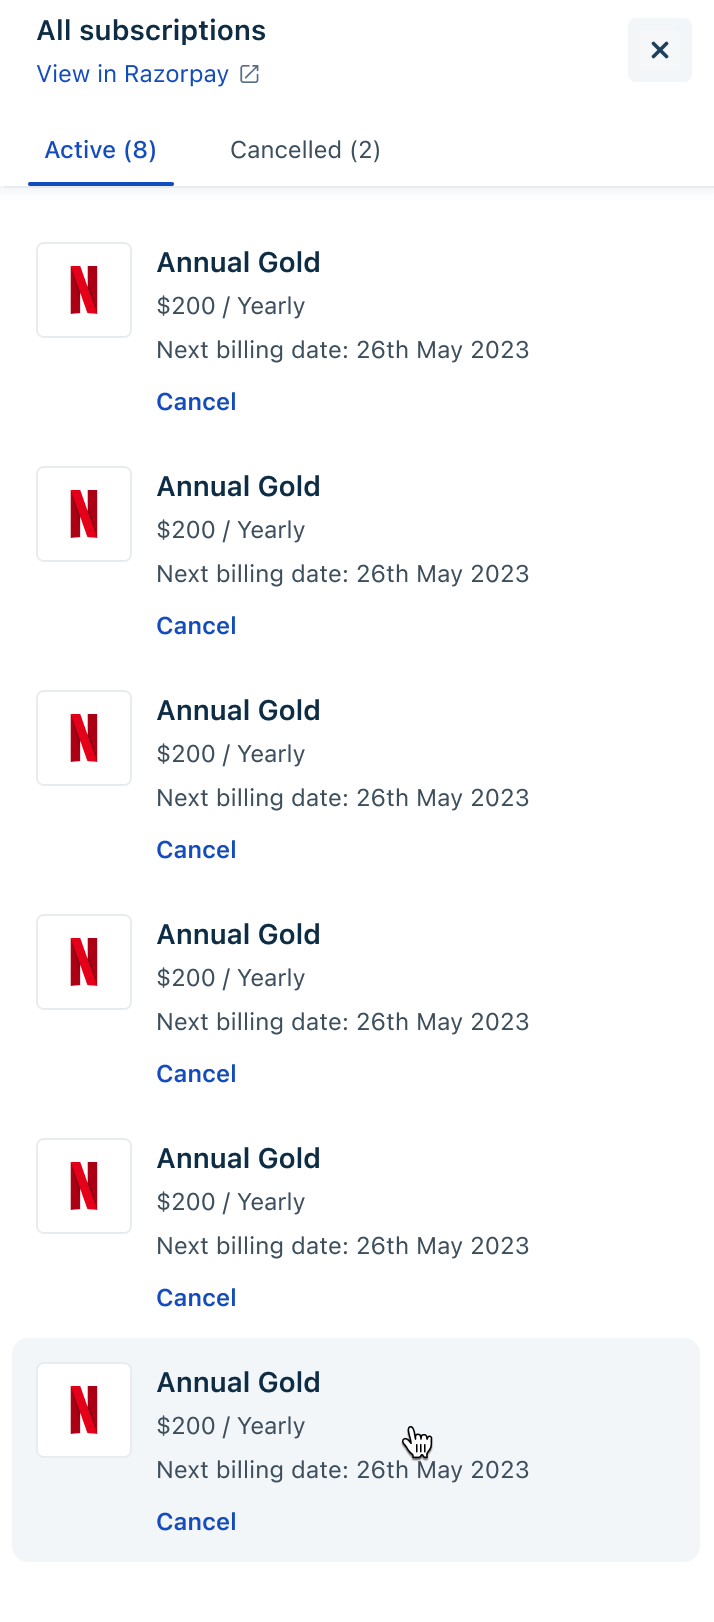 All subscriptions
View in Razorpay
Active (8)
Cancelled (2)
N
Annual Gold
$200 / Yearly
Next billing date: 26th May 2023
Cancel
N
Annual Gold
$200 / Yearly
Next billing date: 26th May 2023
Cancel
N
Annual Gold
$200 / Yearly
Next billing date: 26th May 2023
Cancel
N
Annual Gold
$200 / Yearly
Next billing date: 26th May 2023
Cancel
N
Annual Gold
$200 / Yearly
Next billing date: 26th May 2023
Cancel
N
Annual Gold
$200 / Yearly
Next billing date: 26th May 2023
Cancel